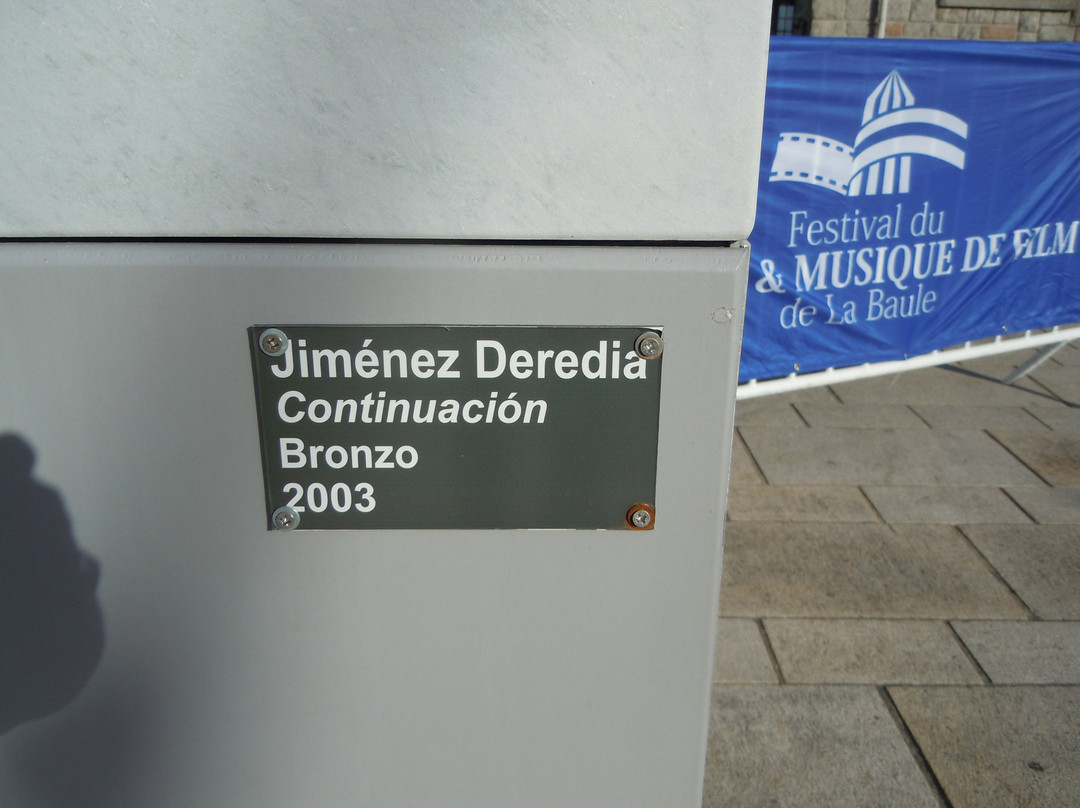 Jiménez Deredia
Continuación
Bronzo
2003
Festival du
& MUSIQUE DE FILM
de La Baule